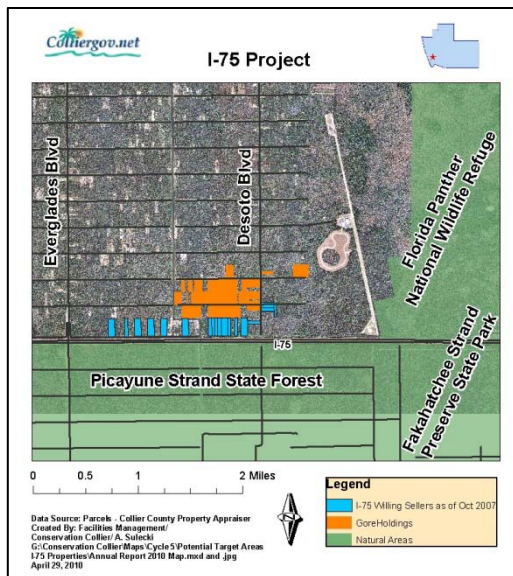 Colliergov.net
I-75 Project
Everglades Blvd
Desoto Blvd
Florida Panther
National Wildlife Refuge
I-75
Picayune Strand State Forest
Fakahatchee Strand
Preserve State Park
0 0.5 1 2 Miles
Data Source: Parcels - Collier County Property Appraiser
Created By: Facilities Management/
Conservation Collier/ A. Sulecki
G:\Conservation Collier\Maps\Cycle 5\Potential Target Areas
I-75 Properties\Annual Report 2010 Map.mxd and .jpg
April 29, 2010
Legend
I-75 Willing Sellers as of Oct 2007
GoreHoldings
Natural Areas